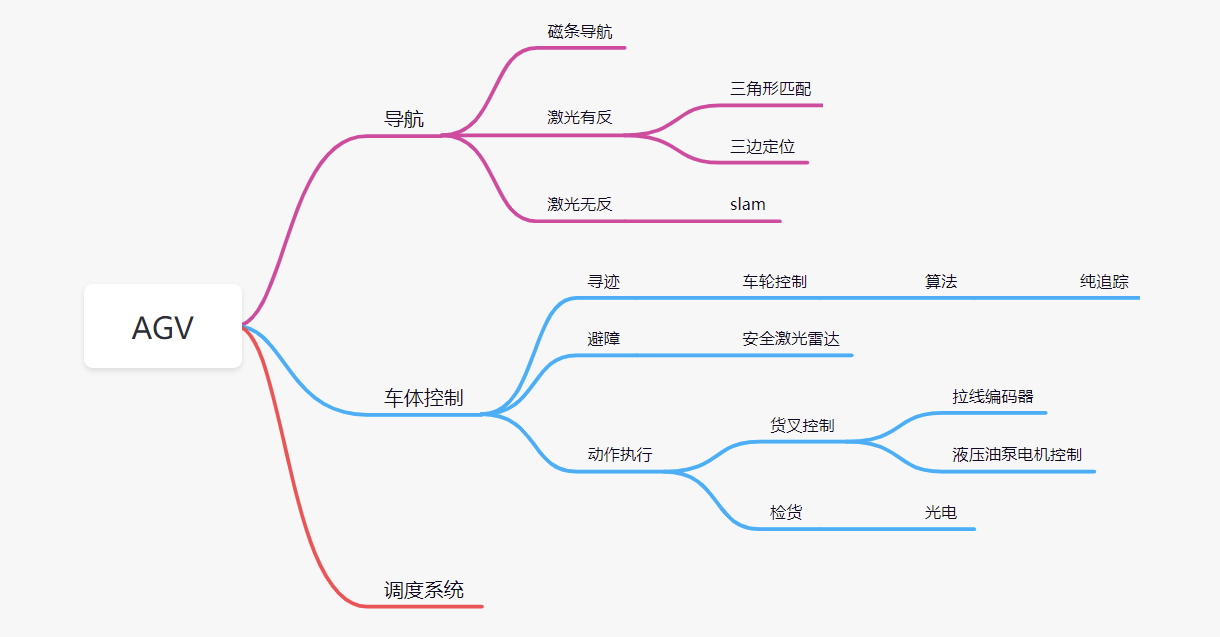 AGV
导航
磁条导航
激光有反
三角形匹配
三边定位
激光无反
slam
车体控制
寻迹
车轮控制
算法
纯追踪
避障
安全激光雷达
动作执行
货叉控制
拉线编码器
液压油泵电机控制
检货
光电
调度系统